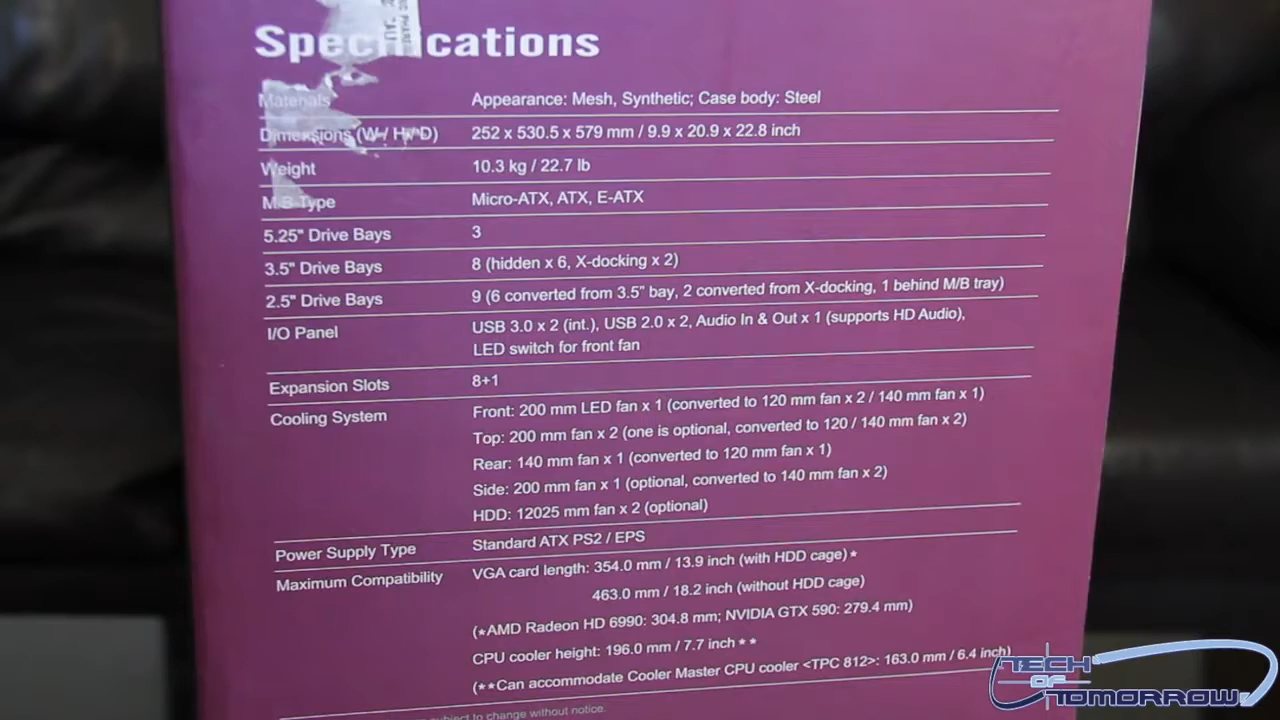 Specifications
Materials Appearance: Mesh, Synthetic; Case body: Steel
Dimensions (W / H / D) 252 x 530.5 x 579 mm / 9.9 x 20.9 x 22.8 inch
Weight 10.3 kg / 22.7 lb
M/B Type Micro-ATX, ATX, E-ATX
5.25" Drive Bays 3
3.5" Drive Bays 8 (hidden x 6, X-docking x 2)
2.5" Drive Bays 9 (6 converted from 3.5" bay, 2 converted from X-docking, 1 behind M/B tray)
I/O Panel USB 3.0 x 2 (int.), USB 2.0 x 2, Audio In & Out x 1 (supports HD Audio),
LED switch for front fan
Expansion Slots 8+1
Cooling System Front: 200 mm LED fan x 1 (converted to 120 mm fan x 2 / 140 mm fan x 1)
Top: 200 mm fan x 2 (one is optional, converted to 120 / 140 mm fan x 2)
Rear: 140 mm fan x 1 (converted to 120 mm fan x 1)
Side: 200 mm fan x 1 (optional, converted to 140 mm fan x 2)
HDD: 12025 mm fan x 2 (optional)
Power Supply Type Standard ATX PS2 / EPS
Maximum Compatibility VGA card length: 354.0 mm / 13.9 inch (with HDD cage) *
463.0 mm / 18.2 inch (without HDD cage)
(*AMD Radeon HD 6990: 304.8 mm; NVIDIA GTX 590: 279.4 mm)
CPU cooler height: 196.0 mm / 7.7 inch * *
(**Can accommodate Cooler Master CPU cooler <TPC 812>: 163.0 mm / 6.4 inch)
subject to change without notice.
TECH
OF
TOMORROW